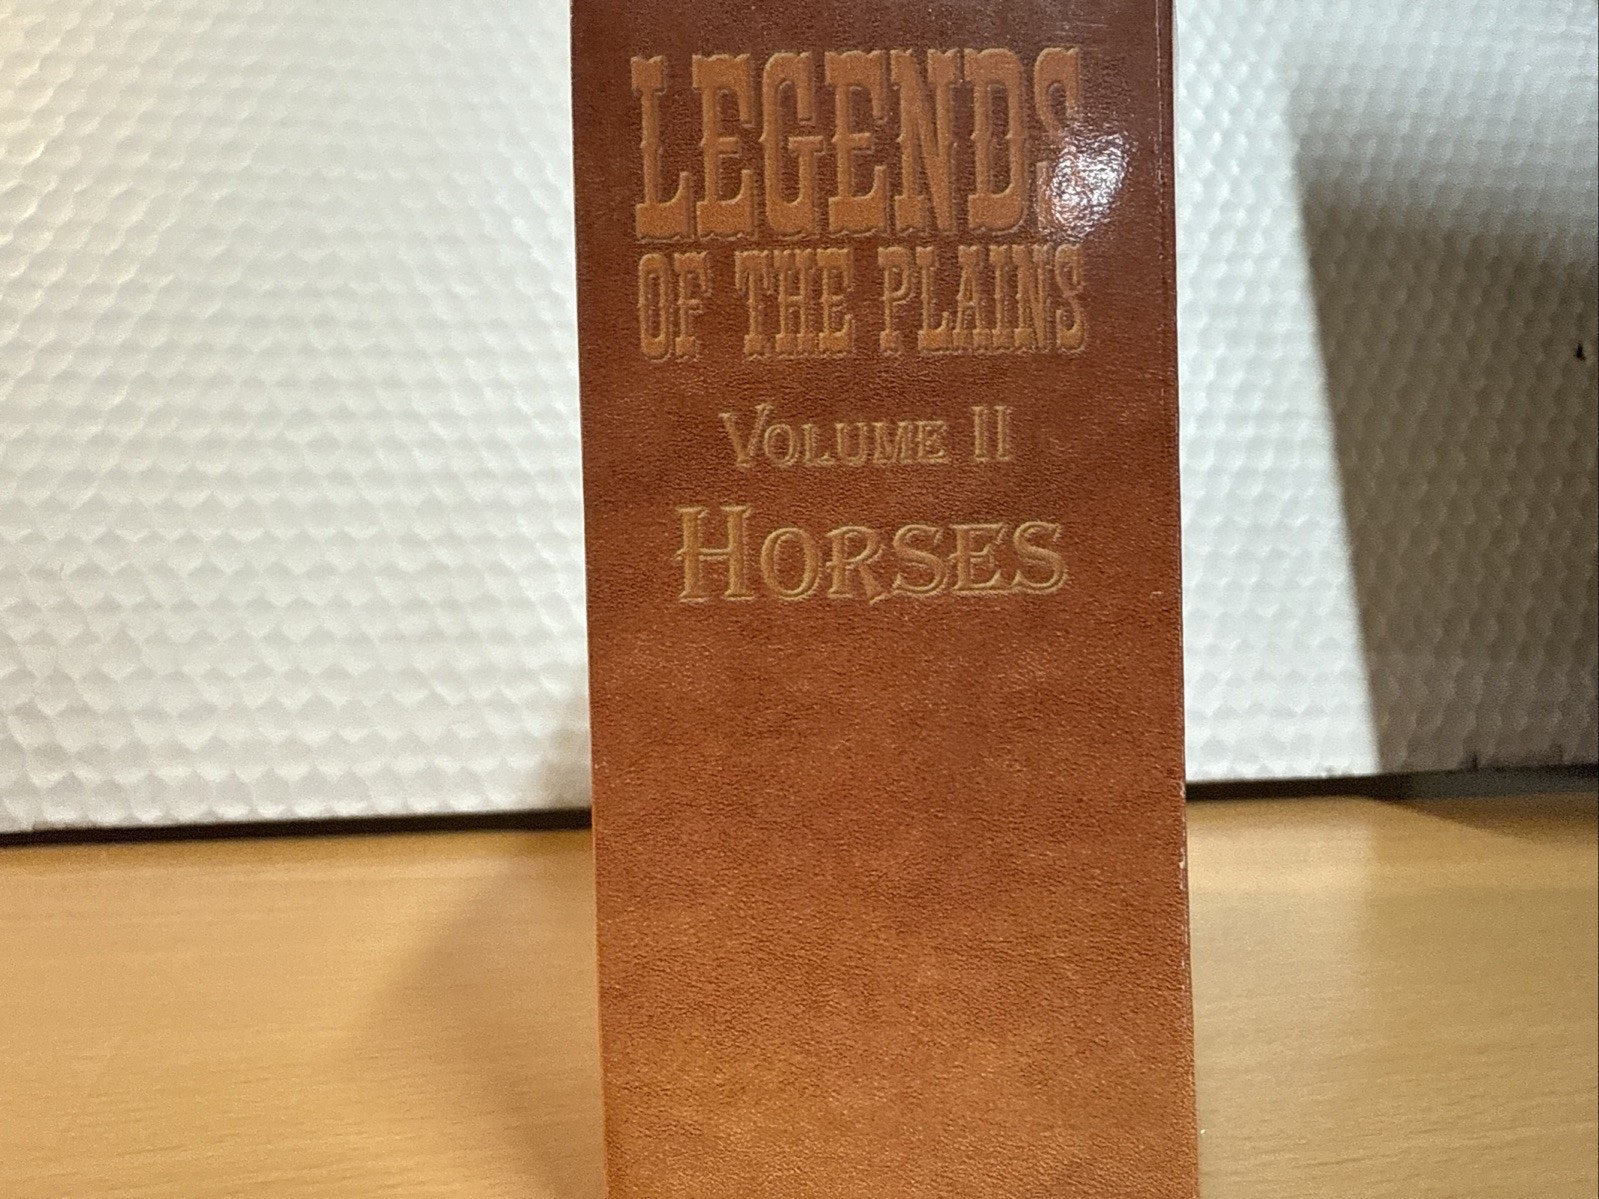 LEGENDS
OF THE PLAINS
VOLUME II
HORSES